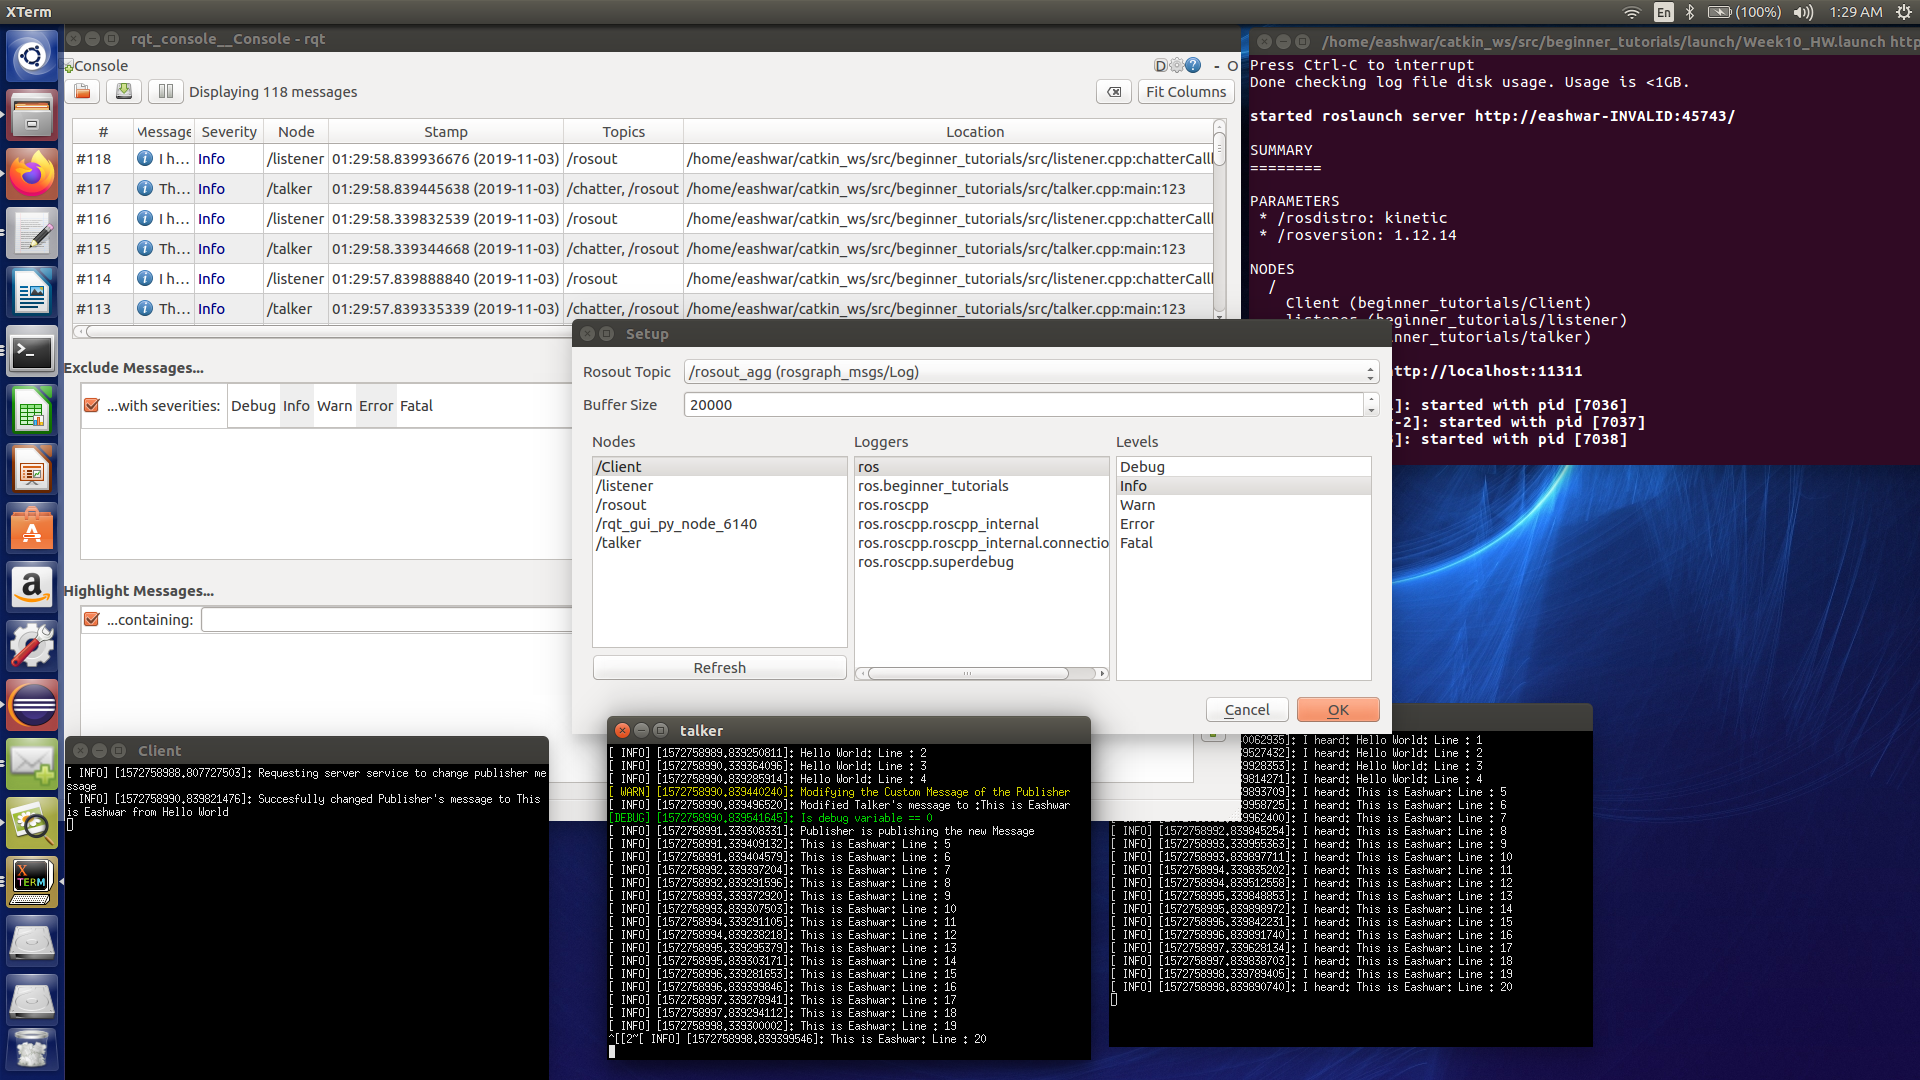 XTerm
En
(100%)
1:29 AM
rqt_console__Console - rqt
Console
D
- O
Displaying 118 messages
Fit Columns
# Message Severity Node Stamp Topics Location
#118 I h... Info /listener 01:29:58.839936676 (2019-11-03) /rosout /home/eashwar/catkin_ws/src/beginner_tutorials/src/listener.cpp:chatterCall
#117 Th... Info /talker 01:29:58.839445638 (2019-11-03) /chatter, /rosout /home/eashwar/catkin_ws/src/beginner_tutorials/src/talker.cpp:main:123
#116 I h... Info /listener 01:29:58.339832539 (2019-11-03) /rosout /home/eashwar/catkin_ws/src/beginner_tutorials/src/listener.cpp:chatterCall
#115 Th... Info /talker 01:29:58.339344668 (2019-11-03) /chatter, /rosout /home/eashwar/catkin_ws/src/beginner_tutorials/src/talker.cpp:main:123
#114 I h... Info /listener 01:29:57.839888840 (2019-11-03) /rosout /home/eashwar/catkin_ws/src/beginner_tutorials/src/listener.cpp:chatterCall
#113 Th... Info /talker 01:29:57.839335339 (2019-11-03) /chatter, /rosout /home/eashwar/catkin_ws/src/beginner_tutorials/src/talker.cpp:main:123
Exclude Messages...
...with severities: Debug Info Warn Error Fatal
Highlight Messages...
...containing:
/home/eashwar/catkin_ws/src/beginner_tutorials/launch/Week10_HW.launch http
Press Ctrl-C to interrupt
Done checking log file disk usage. Usage is <1GB.
started roslaunch server http://eashwar-INVALID:45743/
SUMMARY
========
PARAMETERS
* /rosdistro: kinetic
* /rosversion: 1.12.14
NODES
/
Client (beginner_tutorials/Client)
listener (beginner_tutorials/listener)
inner_tutorials/talker)
ttp://localhost:11311
]: started with pid [7036]
-2]: started with pid [7037]
]: started with pid [7038]
Setup
Rosout Topic /rosout_agg (rosgraph_msgs/Log)
Buffer Size 20000
Nodes
/Client
/listener
/rosout
/rqt_gui_py_node_6140
/talker
Refresh
Loggers
ros
ros.beginner_tutorials
ros.roscpp
ros.roscpp.roscpp_internal
ros.roscpp.roscpp_internal.connectio
ros.roscpp.superdebug
Levels
Debug
Info
Warn
Error
Fatal
Cancel
OK
Client
[ INFO] [1572758988.807727503]: Requesting server service to change publisher me
ssage
[ INFO] [1572758990.839821476]: Succesfully changed Publisher's message to This
is Eashwar from Hello World
talker
[ INFO] [1572758989.839250811]: Hello World: Line : 2
[ INFO] [1572758990.339364096]: Hello World: Line : 3
[ INFO] [1572758990.839285914]: Hello World: Line : 4
[ WARN] [1572758990.839440240]: Modifying the Custom Message of the Publisher
[ INFO] [1572758990.839496520]: Modified Talker's message to :This is Eashwar
[DEBUG] [1572758990.839541645]: Is debug variable == 0
[ INFO] [1572758991.339308331]: Publisher is publishing the new Message
[ INFO] [1572758991.339409132]: This is Eashwar: Line : 5
[ INFO] [1572758991.839404579]: This is Eashwar: Line : 6
[ INFO] [1572758992.339397204]: This is Eashwar: Line : 7
[ INFO] [1572758992.839291596]: This is Eashwar: Line : 8
[ INFO] [1572758993.339372920]: This is Eashwar: Line : 9
[ INFO] [1572758993.839307503]: This is Eashwar: Line : 10
[ INFO] [1572758994.339291105]: This is Eashwar: Line : 11
[ INFO] [1572758994.839238218]: This is Eashwar: Line : 12
[ INFO] [1572758995.339295379]: This is Eashwar: Line : 13
[ INFO] [1572758995.839303171]: This is Eashwar: Line : 14
[ INFO] [1572758996.339281653]: This is Eashwar: Line : 15
[ INFO] [1572758996.839399846]: This is Eashwar: Line : 16
[ INFO] [1572758997.339278941]: This is Eashwar: Line : 17
[ INFO] [1572758997.839294112]: This is Eashwar: Line : 18
[ INFO] [1572758998.339300002]: This is Eashwar: Line : 19
^[[2~[ INFO] [1572758998.839399546]: This is Eashwar: Line : 20
40062935]: I heard: Hello World: Line : 1
39527432]: I heard: Hello World: Line : 2
39928353]: I heard: Hello World: Line : 3
39814271]: I heard: Hello World: Line : 4
39893709]: I heard: This is Eashwar: Line : 5
39958725]: I heard: This is Eashwar: Line : 6
39962400]: I heard: This is Eashwar: Line : 7
[ INFO] [1572758992.839845254]: I heard: This is Eashwar: Line : 8
[ INFO] [1572758993.339955363]: I heard: This is Eashwar: Line : 9
[ INFO] [1572758993.839897711]: I heard: This is Eashwar: Line : 10
[ INFO] [1572758994.339835202]: I heard: This is Eashwar: Line : 11
[ INFO] [1572758994.839512558]: I heard: This is Eashwar: Line : 12
[ INFO] [1572758995.339848853]: I heard: This is Eashwar: Line : 13
[ INFO] [1572758995.839898972]: I heard: This is Eashwar: Line : 14
[ INFO] [1572758996.339842231]: I heard: This is Eashwar: Line : 15
[ INFO] [1572758996.839891740]: I heard: This is Eashwar: Line : 16
[ INFO] [1572758997.339628134]: I heard: This is Eashwar: Line : 17
[ INFO] [1572758997.839838703]: I heard: This is Eashwar: Line : 18
[ INFO] [1572758998.339789405]: I heard: This is Eashwar: Line : 19
[ INFO] [1572758998.839890740]: I heard: This is Eashwar: Line : 20
X
TERM